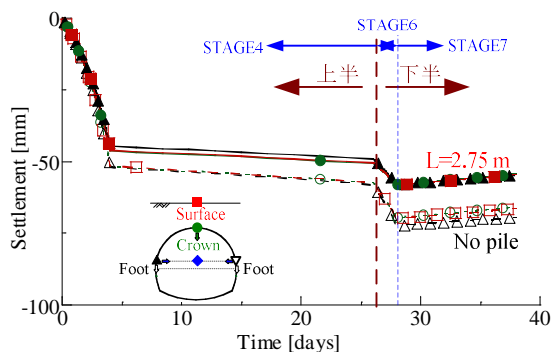 0
STAGE6
STAGE4
STAGE7
上半
下半
Settlement [mm]
-50
L=2.75 m
Surface
No pile
Crown
Foot
Foot
-100
0
10
20
30
40
Time [days]